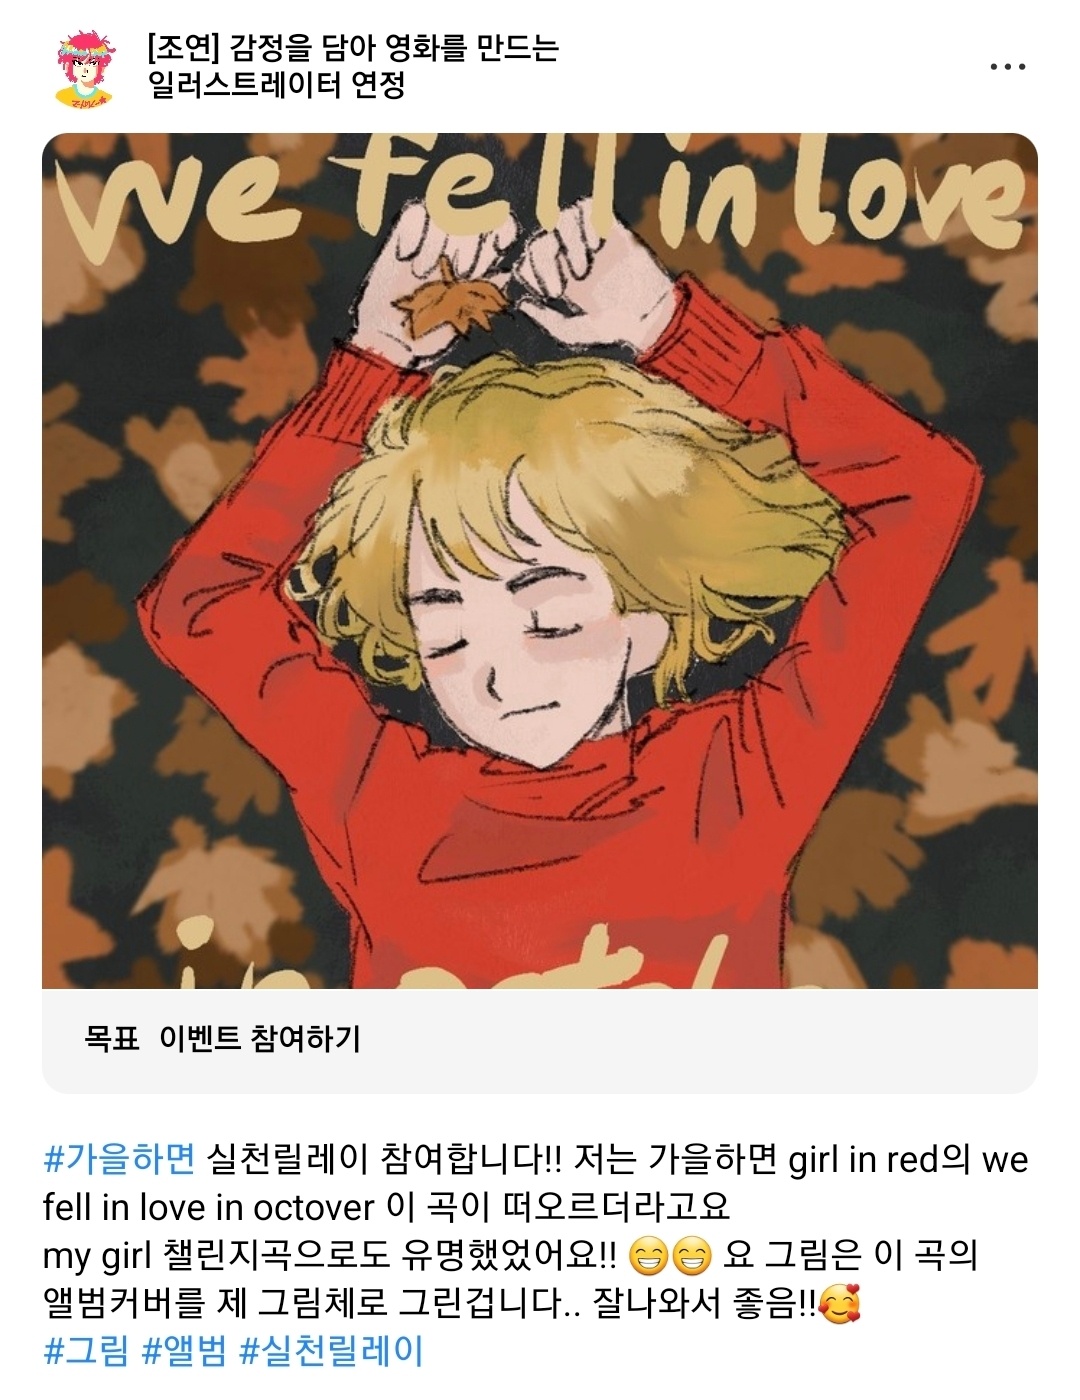 [조연] 감정을 담아 영화를 만드는
일러스트레이터 연정
we fell in love
in
목표 이벤트 참여하기
#가을하면 실천릴레이 참여합니다!! 저는 가을하면 girl in red의 we
fell in love in octover 이 곡이 떠오르더라고요
my girl 챌린지곡으로도 유명했었어요!! 😁😁 요 그림은 이 곡의
앨범커버를 제 그림체로 그린겁니다.. 잘나와서 좋음!!🥰
#그림 #앨범 #실천릴레이